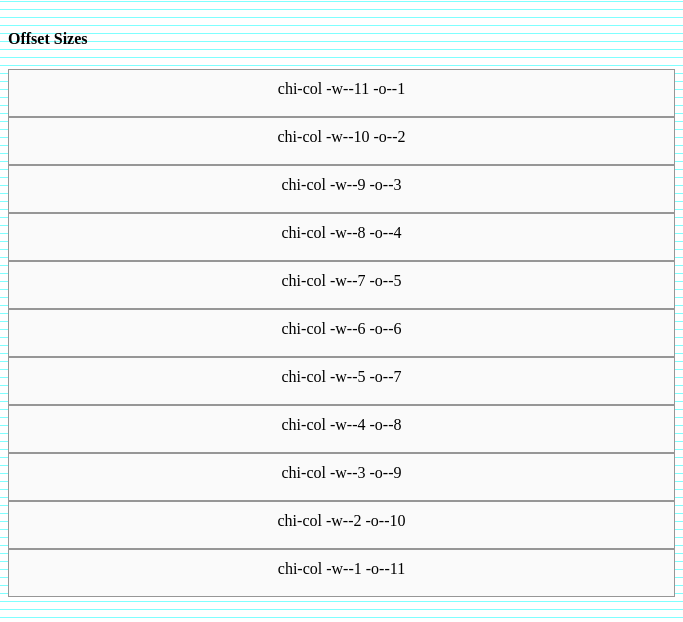 Offset Sizes
chi-col -w--11 -o--1
chi-col -w--10 -o--2
chi-col -w--9 -o--3
chi-col -w--8 -o--4
chi-col -w--7 -o--5
chi-col -w--6 -o--6
chi-col -w--5 -o--7
chi-col -w--4 -o--8
chi-col -w--3 -o--9
chi-col -w--2 -o--10
chi-col -w--1 -o--11